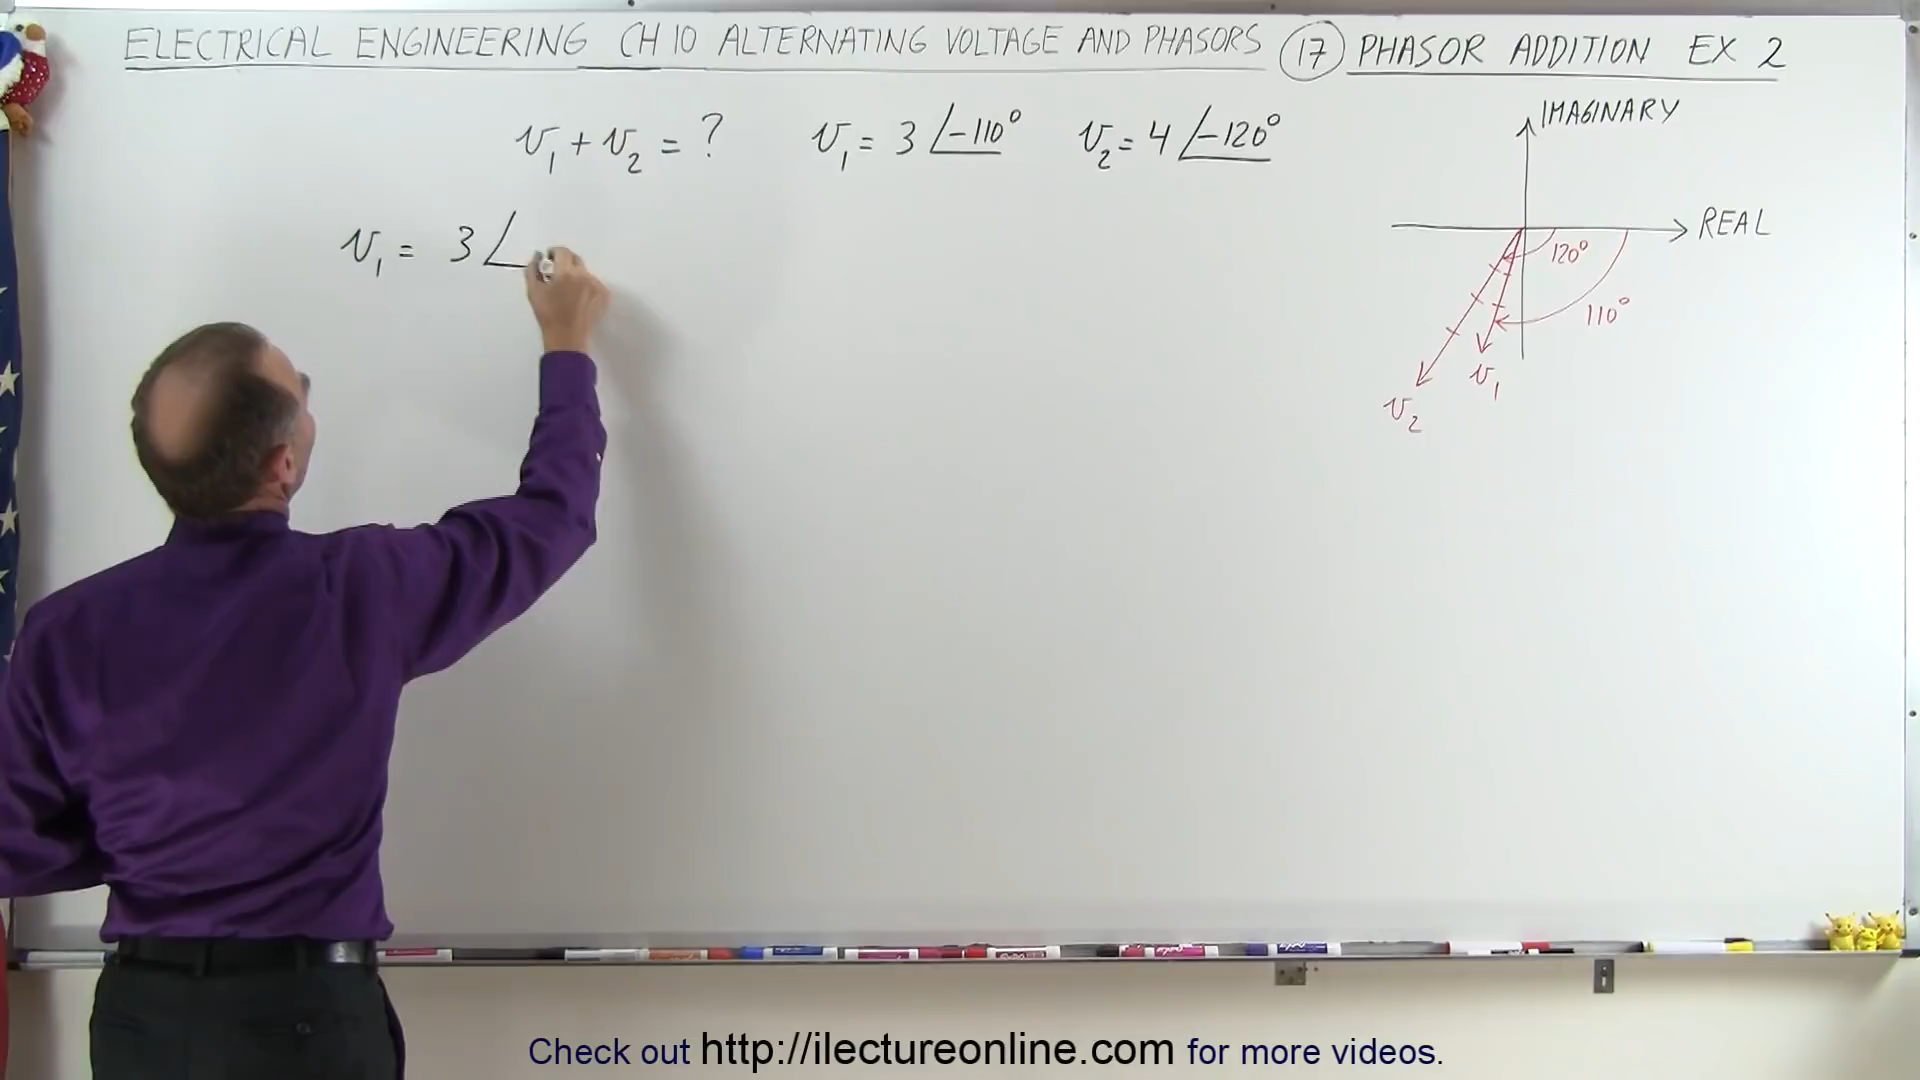 ELECTRICAL ENGINEERING CH 10 ALTERNATING VOLTAGE AND PHASORS 17 PHASOR ADDITION EX 2
v₁ + v₂ = ? v₁ = 3 ∠-110° v₂ = 4 ∠-120°
IMAGINARY
REAL
120°
110°
v₁
v₂
v₁ = 3 ∠
Check out http://ilectureonline.com for more videos.